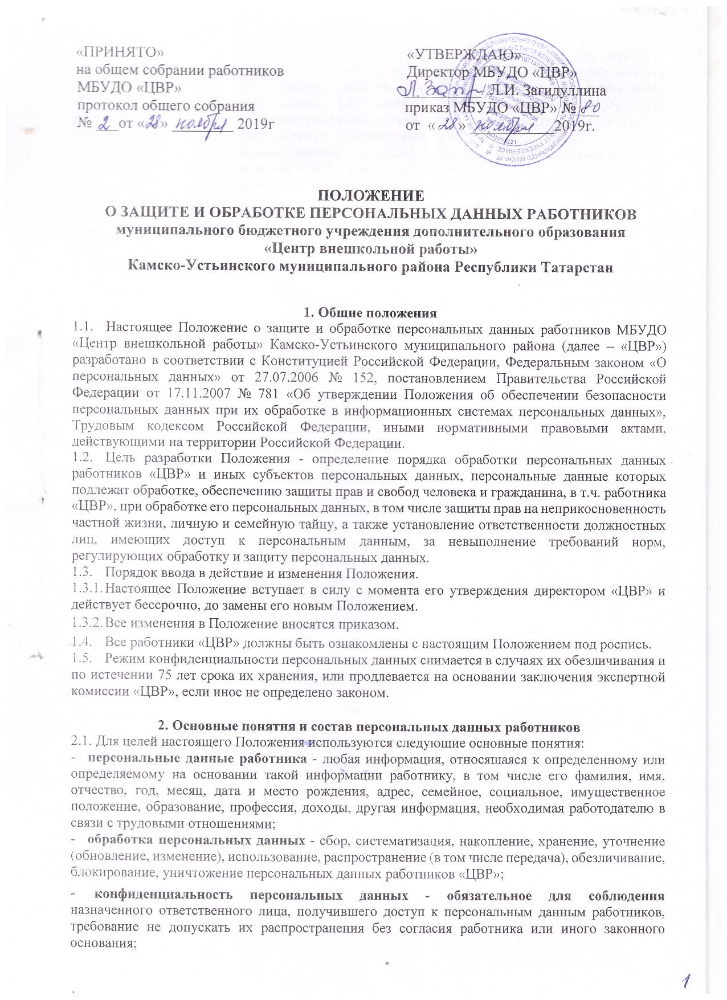 «ПРИНЯТО»
на общем собрании работников
МБУДО «ЦВР»
протокол общего собрания
№ 2 от «28» ноября 2019г
«УТВЕРЖДАЮ»
Директор МБУДО «ЦВР»
/ Л.И. Загидуллина
приказ МБУДО «ЦВР» № 80
от «28» ноября 2019г.
ПОЛОЖЕНИЕ
О ЗАЩИТЕ И ОБРАБОТКЕ ПЕРСОНАЛЬНЫХ ДАННЫХ РАБОТНИКОВ
муниципального бюджетного учреждения дополнительного образования
«Центр внешкольной работы»
Камско-Устьинского муниципального района Республики Татарстан
1. Общие положения
1.1. Настоящее Положение о защите и обработке персональных данных работников МБУДО
«Центр внешкольной работы» Камско-Устьинского муниципального района (далее – «ЦВР»)
разработано в соответствии с Конституцией Российской Федерации, Федеральным законом «О
персональных данных» от 27.07.2006 № 152, постановлением Правительства Российской
Федерации от 17.11.2007 № 781 «Об утверждении Положения об обеспечении безопасности
персональных данных при их обработке в информационных системах персональных данных»,
Трудовым кодексом Российской Федерации, иными нормативными правовыми актами,
действующими на территории Российской Федерации.
1.2. Цель разработки Положения - определение порядка обработки персональных данных
работников «ЦВР» и иных субъектов персональных данных, персональные данные которых
подлежат обработке, обеспечению защиты прав и свобод человека и гражданина, в т.ч. работника
«ЦВР», при обработке его персональных данных, в том числе защиты прав на неприкосновенность
частной жизни, личную и семейную тайну, а также установление ответственности должностных
лиц, имеющих доступ к персональным данным, за невыполнение требований норм,
регулирующих обработку и защиту персональных данных.
1.3. Порядок ввода в действие и изменения Положения.
1.3.1. Настоящее Положение вступает в силу с момента его утверждения директором «ЦВР» и
действует бессрочно, до замены его новым Положением.
1.3.2. Все изменения в Положение вносятся приказом.
1.4. Все работники «ЦВР» должны быть ознакомлены с настоящим Положением под роспись.
1.5. Режим конфиденциальности персональных данных снимается в случаях их обезличивания и
по истечении 75 лет срока их хранения, или продлевается на основании заключения экспертной
комиссии «ЦВР», если иное не определено законом.
2. Основные понятия и состав персональных данных работников
2.1. Для целей настоящего Положения используются следующие основные понятия:
- персональные данные работника - любая информация, относящаяся к определенному или
определяемому на основании такой информации работнику, в том числе его фамилия, имя,
отчество, год, месяц, дата и место рождения, адрес, семейное, социальное, имущественное
положение, образование, профессия, доходы, другая информация, необходимая работодателю в
связи с трудовыми отношениями;
- обработка персональных данных - сбор, систематизация, накопление, хранение, уточнение
(обновление, изменение), использование, распространение (в том числе передача), обезличивание,
блокирование, уничтожение персональных данных работников «ЦВР»;
- конфиденциальность персональных данных - обязательное для соблюдения
назначенного ответственного лица, получившего доступ к персональным данным работников,
требование не допускать их распространения без согласия работника или иного законного
основания;
1